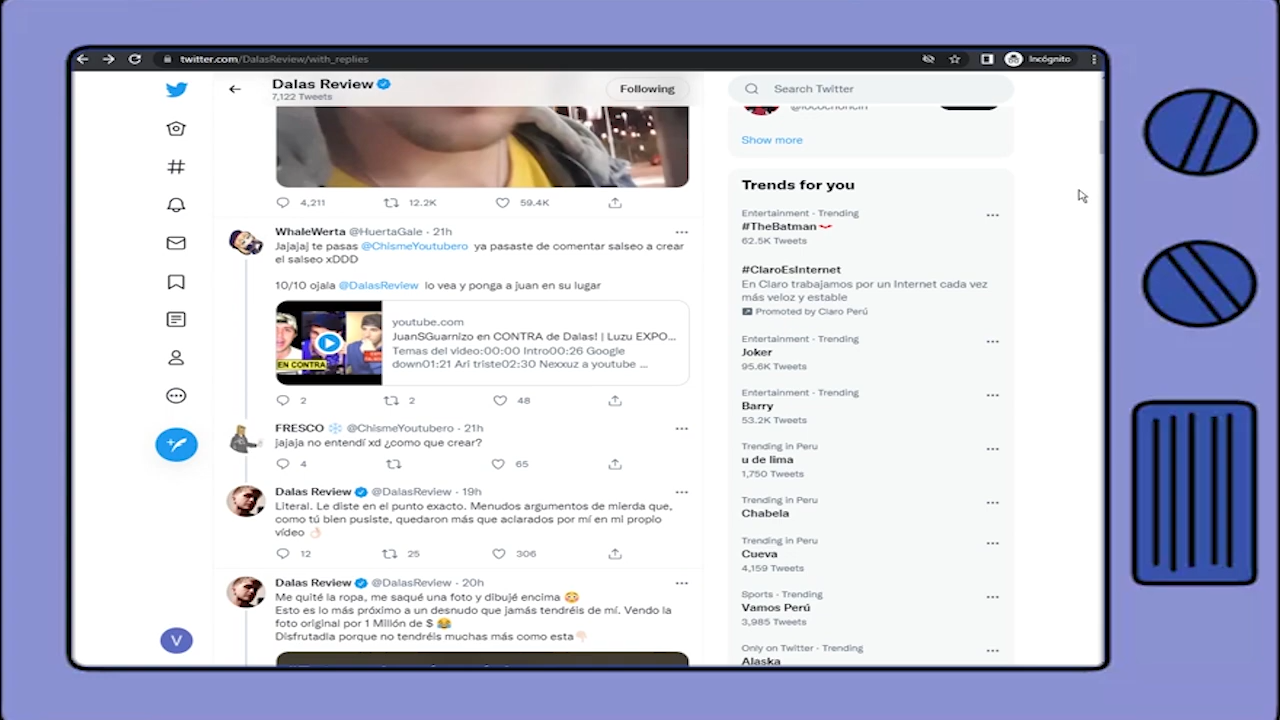 twitter.com/DalasReview/with_replies
Incógnito
Dalas Review
7,122 Tweets
Following
Search Twitter
4,211 12.2K 59.4K
WhaleWerta @HuertaGale · 21h
Jajajaj te pasas @ChismeYoutubero ya pasaste de comentar salseo a crear
el salseo xDDD
10/10 ojala @DalasReview lo vea y ponga a juan en su lugar
EN CONTRA
youtube.com
JuanSGuarnizo en CONTRA de Dalas! | Luzu EXPO...
Temas del video:00:00 Intro00:26 Google
down01:21 Ari triste02:30 Nexxuz a youtube ...
2 2 48
FRESCO @ChismeYoutubero · 21h
jajaja no entendí xd ¿como que crear?
4 65
Dalas Review @DalasReview · 19h
Literal. Le diste en el punto exacto. Menudos argumentos de mierda que,
como tú bien pusiste, quedaron más que aclarados por mí en mi propio
vídeo
12 25 306
Dalas Review @DalasReview · 20h
Me quité la ropa, me saqué una foto y dibujé encima
Esto es lo más próximo a un desnudo que jamás tendréis de mí. Vendo la
foto original por 1 Millón de $
Disfrutadla porque no tendréis muchas más como esta
V
Show more
Trends for you
Entertainment · Trending
#TheBatman
62.5K Tweets
#ClaroEsInternet
En Claro trabajamos por un Internet cada vez
más veloz y estable
Promoted by Claro Perú
Entertainment · Trending
Joker
95.6K Tweets
Entertainment · Trending
Barry
53.2K Tweets
Trending in Peru
u de lima
1,750 Tweets
Trending in Peru
Chabela
Trending in Peru
Cueva
4,159 Tweets
Sports · Trending
Vamos Perú
3,985 Tweets
Only on Twitter · Trending
Alaska